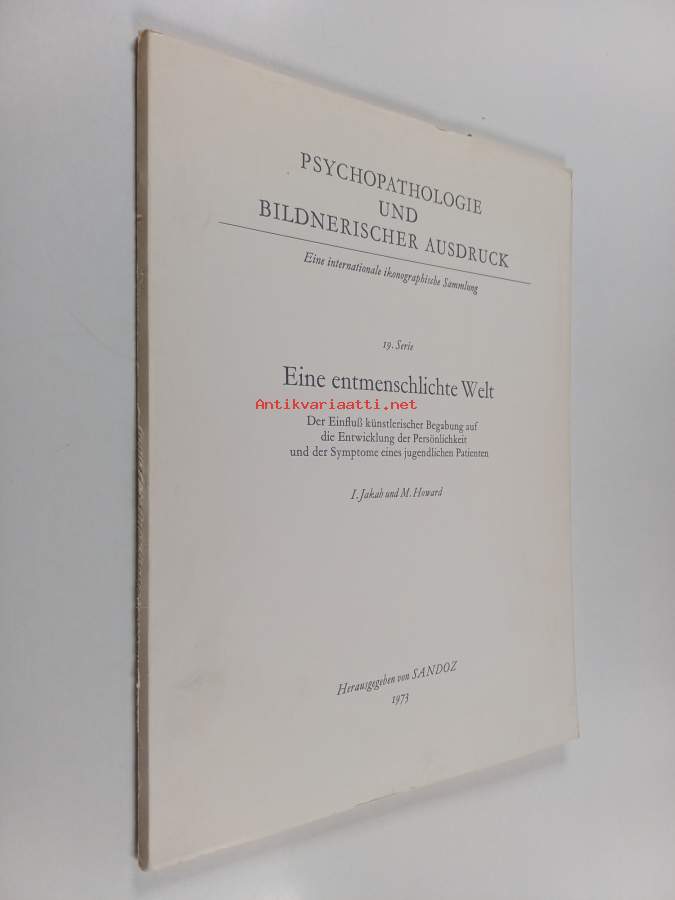 PSYCHOPATHOLOGIE
UND
BILDNERISCHER AUSDRUCK
Eine internationale ikonographische Sammlung
19. Serie
Eine entmenschlichte Welt
Antikvariaatti.net
Der Einfluß künstlerischer Begabung auf
die Entwicklung der Persönlichkeit
und der Symptome eines jugendlichen Patienten
I. Jakab und M. Howard
Herausgegeben von SANDOZ
1973